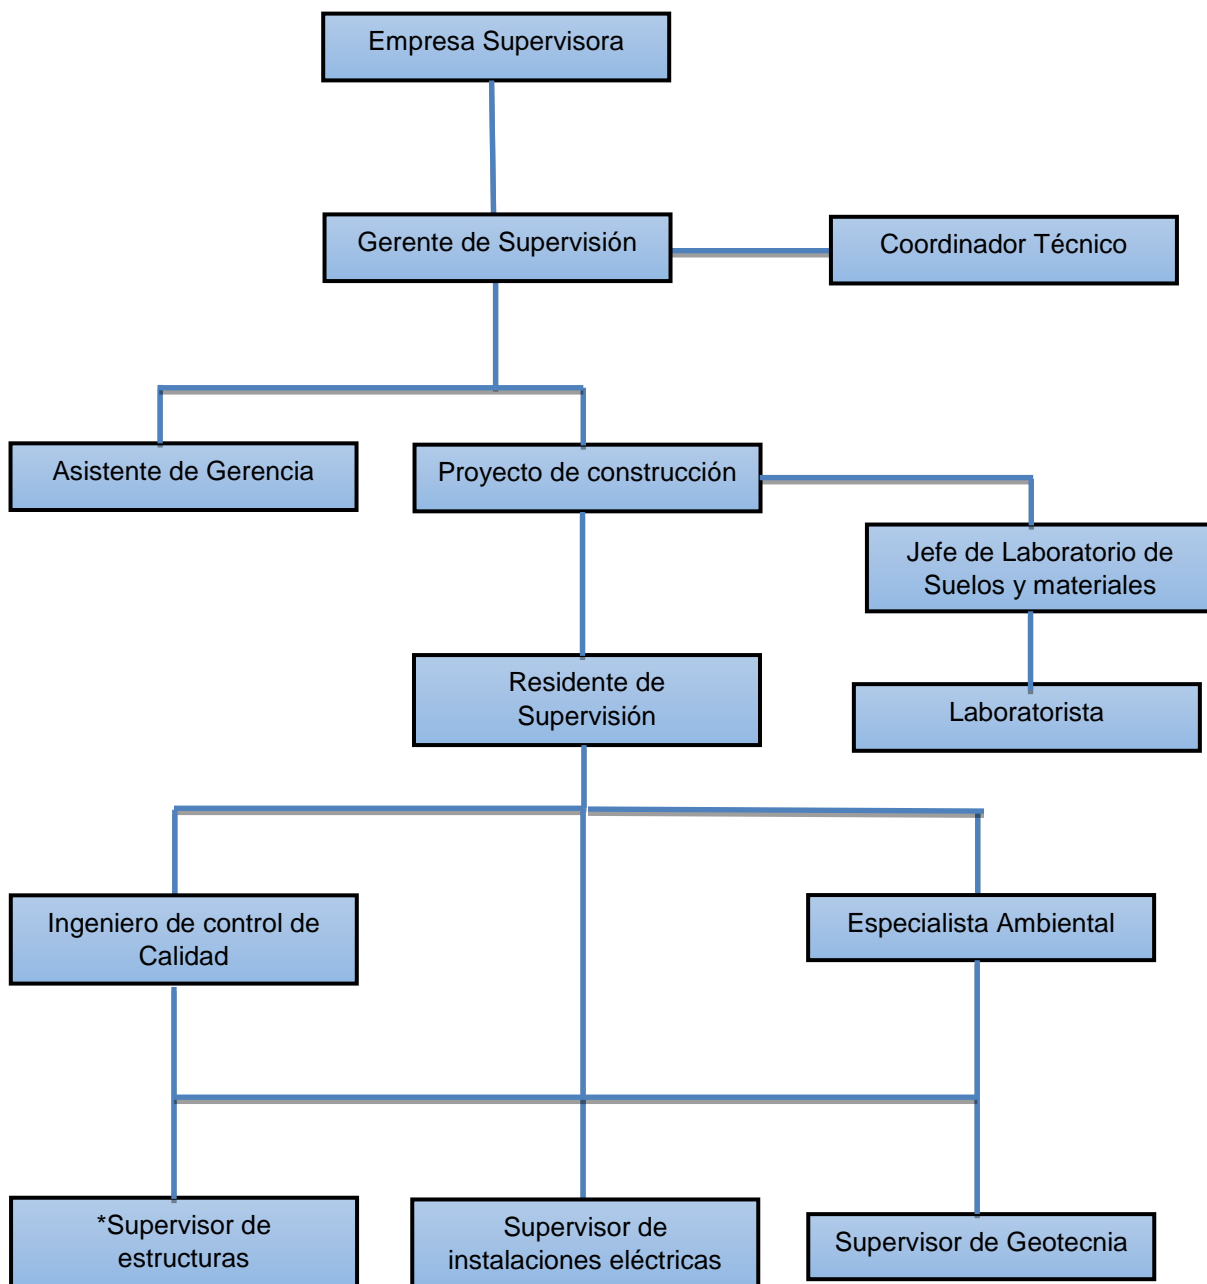 Empresa Supervisora
Gerente de Supervisión
Coordinador Técnico
Asistente de Gerencia
Proyecto de construcción
Jefe de Laboratorio de
Suelos y materiales
Residente de
Supervisión
Laboratorista
Ingeniero de control de
Calidad
Especialista Ambiental
*Supervisor de
estructuras
Supervisor de
instalaciones eléctricas
Supervisor de Geotecnia